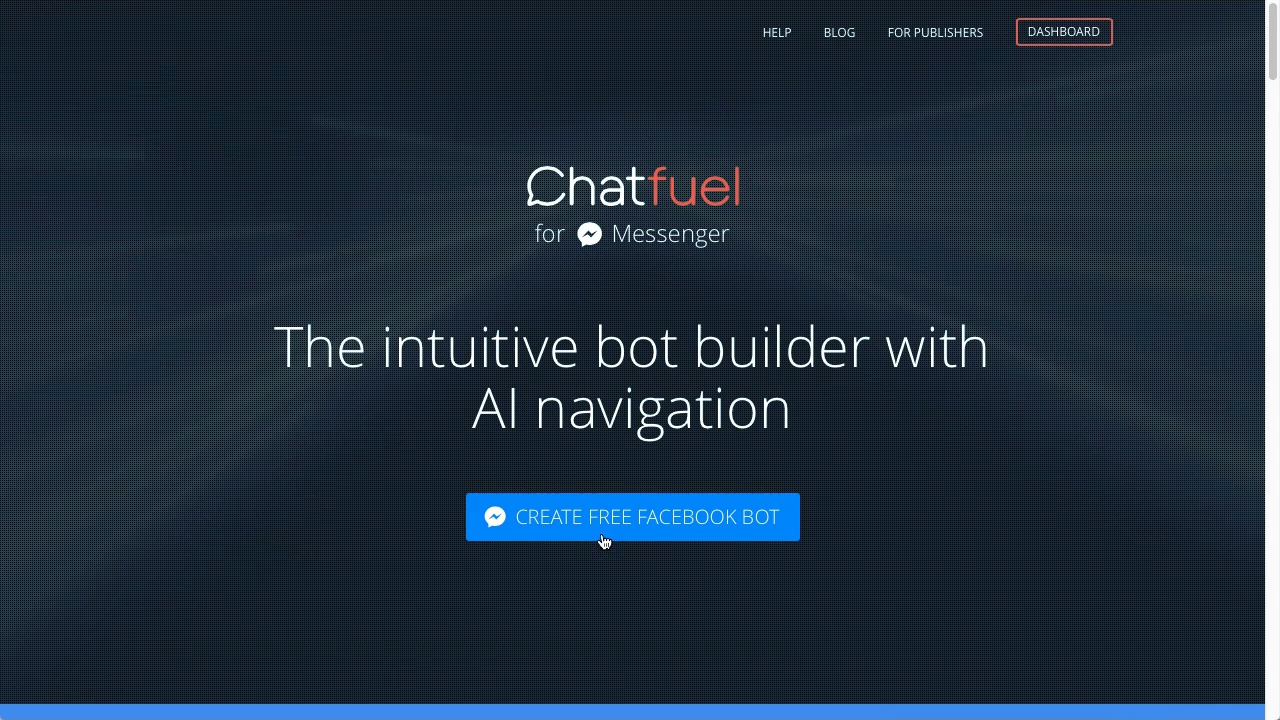 HELP BLOG FOR PUBLISHERS DASHBOARD
Chatfuel
for Messenger
The intuitive bot builder with
AI navigation
CREATE FREE FACEBOOK BOT